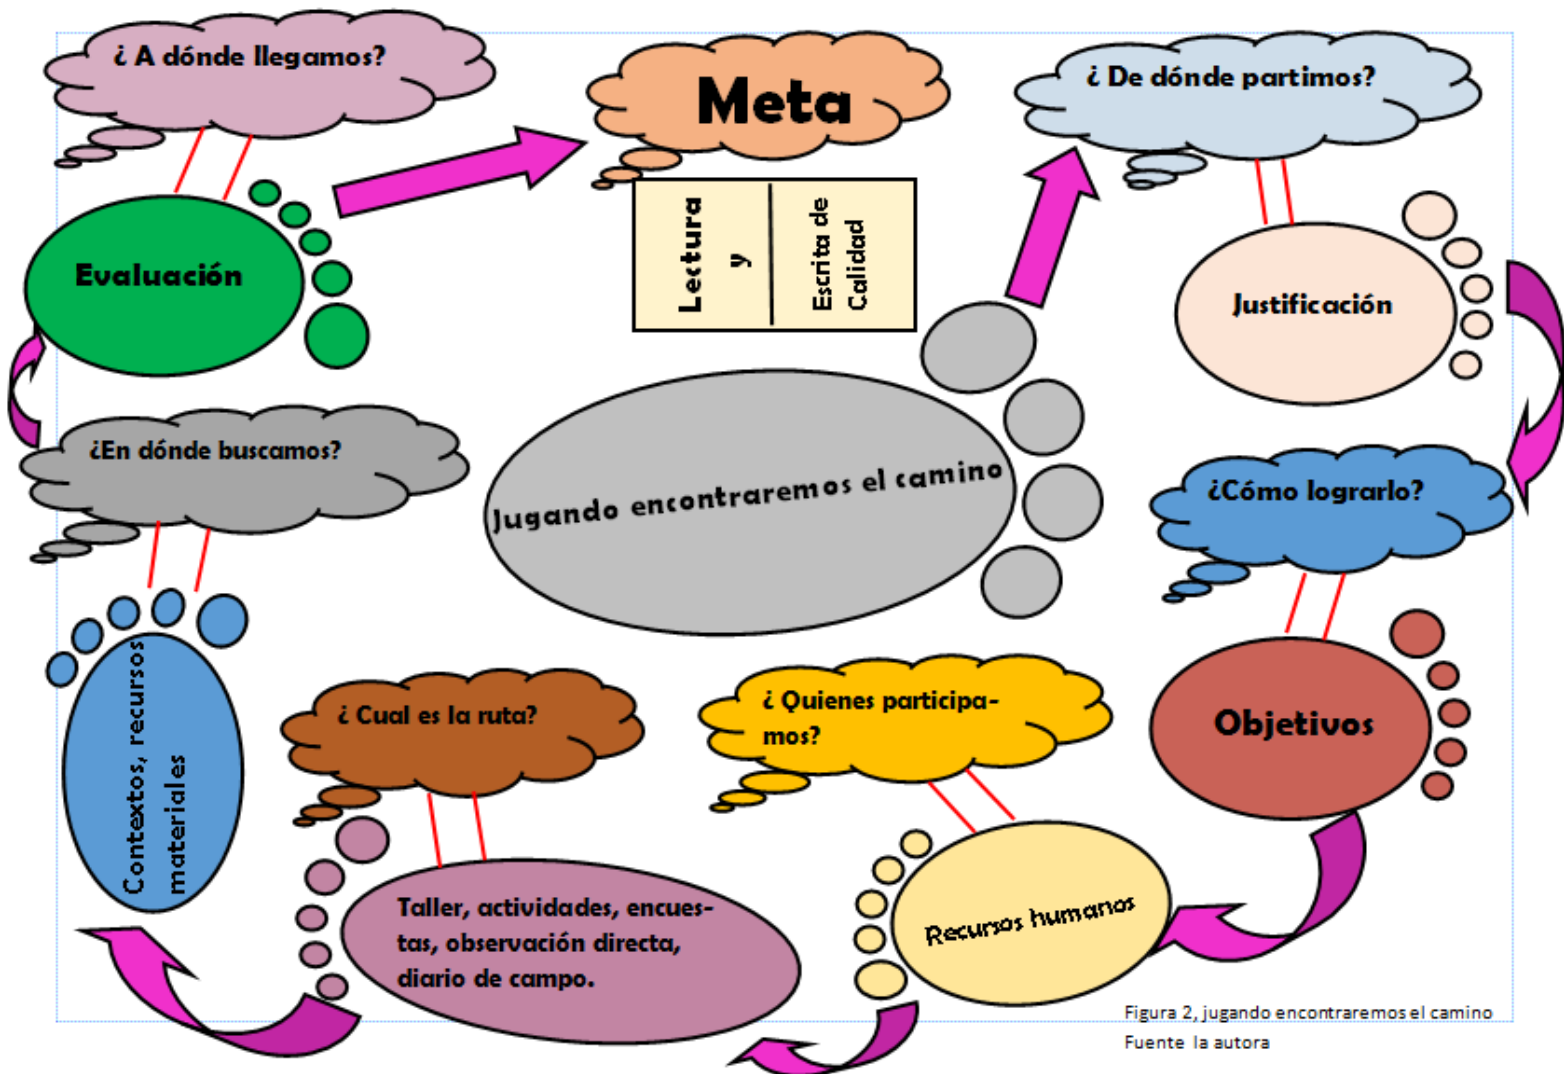 ¿ A dónde llegamos?
Meta
¿ De dónde partimos?
Evaluación
Lectura
y
Escrita de
Calidad
Justificación
¿En dónde buscamos?
Jugando encontraremos el camino
¿Cómo lograrlo?
Contextos, recursos
materiales
¿ Cual es la ruta?
¿ Quienes participa-
mos?
Objetivos
Taller, actividades, encues-
tas, observación directa,
diario de campo.
Recursos humanos
Figura 2, jugando encontraremos el camino
Fuente la autora